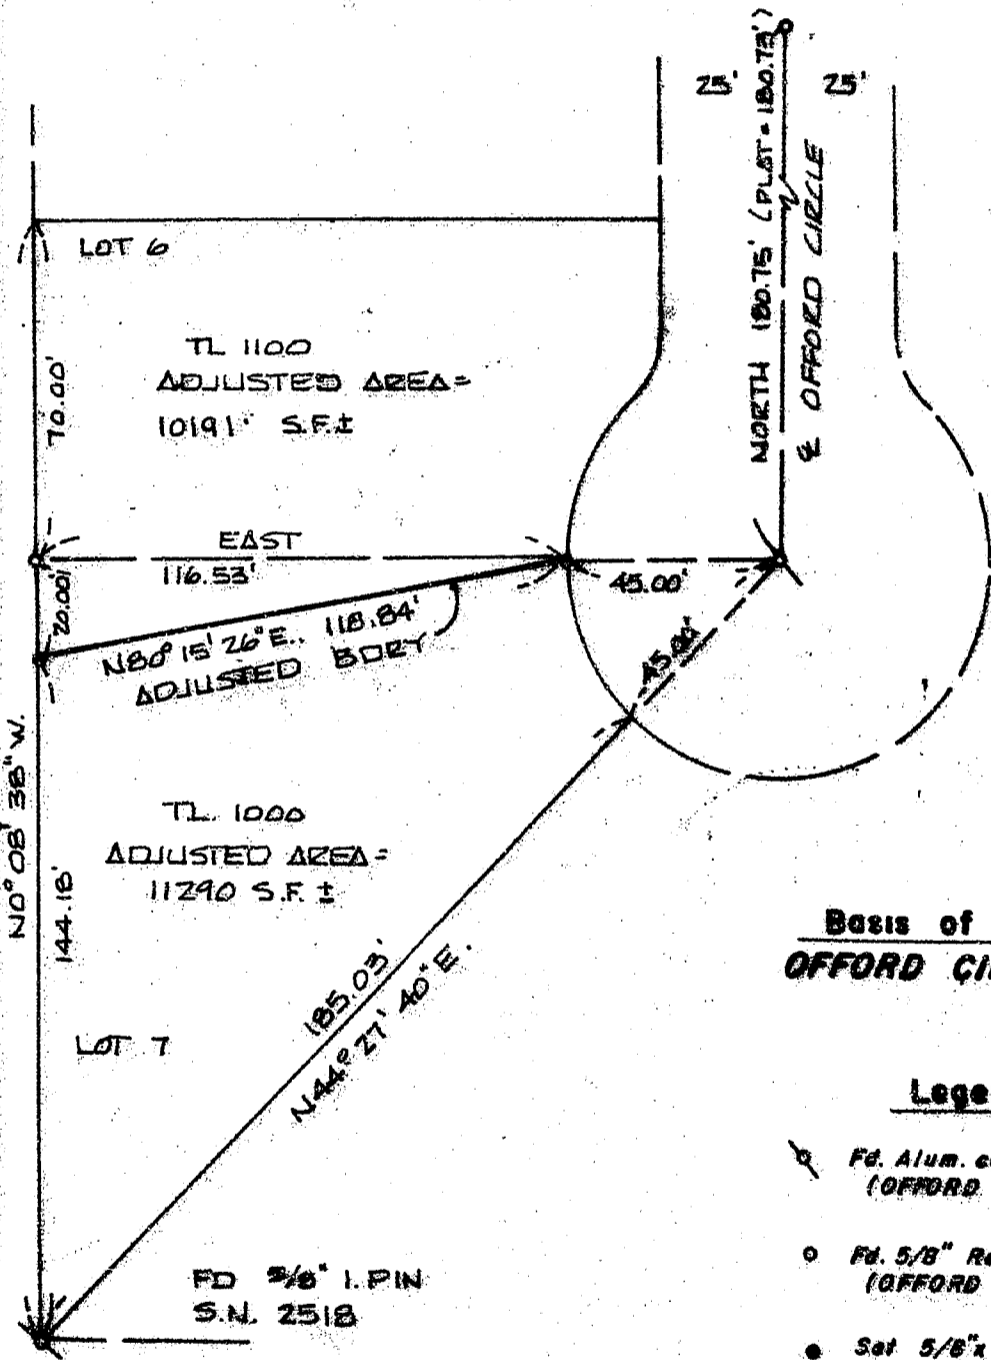 25'
25'
NORTH 180.75' (PLAT = 180.73')
℄ OFFORD CIRCLE
LOT 6
TL 1100
ADJUSTED AREA =
10191 S.F.±
70.00'
EAST
116.53'
45.00'
20.00'
N80° 15' 26" E.. 118.84'
ADJUSTED BDRY
45.00'
N0° 08' 38" W.
144.18'
TL. 1000
ADJUSTED AREA =
11290 S.F. ±
185.03'
N44° 27' 40" E.
LOT 7
Basis of
OFFORD
FD 5/8" I. PIN
S.N. 2518
Fd. Alum.
(OFFORD
Fd. 5/8"
(OFFORD
Set 5/8" x